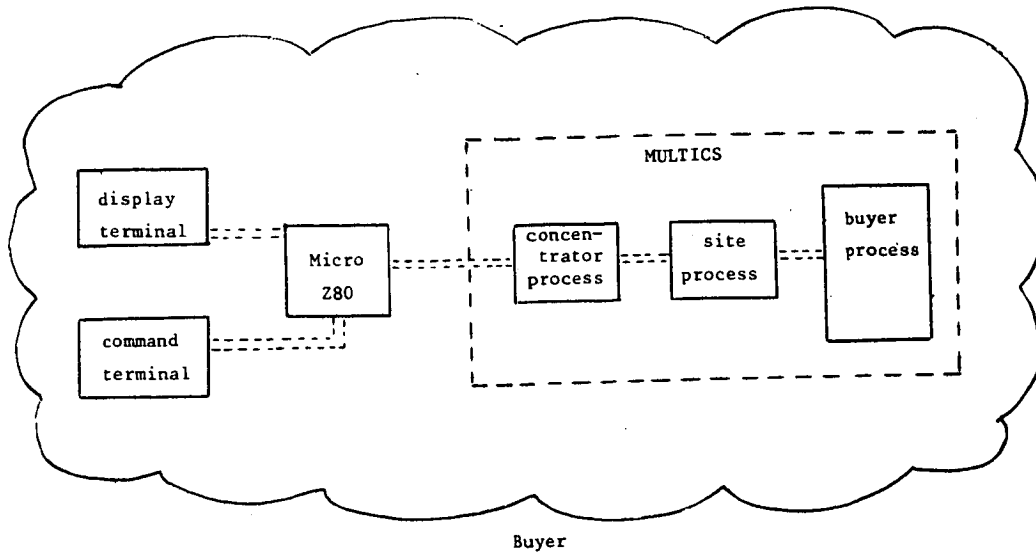 MULTICS
display
terminal
command
terminal
Micro
Z80
concen-
trator
process
site
process
buyer
process
Buyer